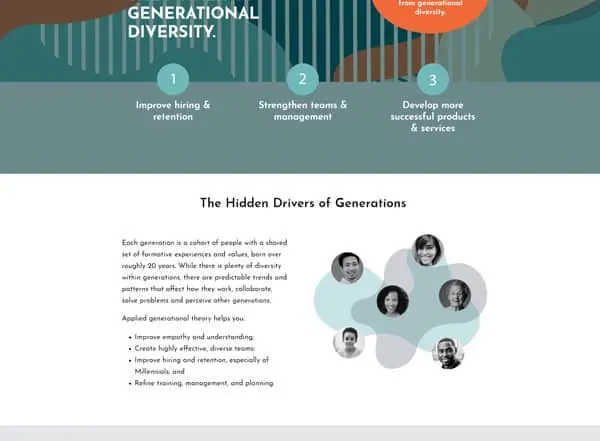 GENERATIONAL
DIVERSITY.
from generational
diversity.
1
2
3
Improve hiring &
retention
Strengthen teams &
management
Develop more
successful products
& services
The Hidden Drivers of Generations
Each generation is a cohort of people with a shared
set of formative experiences and values, born over
roughly 20 years. While there is plenty of diversity
within generations, there are predictable trends and
patterns that affect how they work, collaborate,
solve problems and perceive other generations.
Applied generational theory helps you:
• Improve empathy and understanding;
• Create highly effective, diverse teams;
• Improve hiring and retention, especially of
Millennials; and
• Refine training, management, and planning.